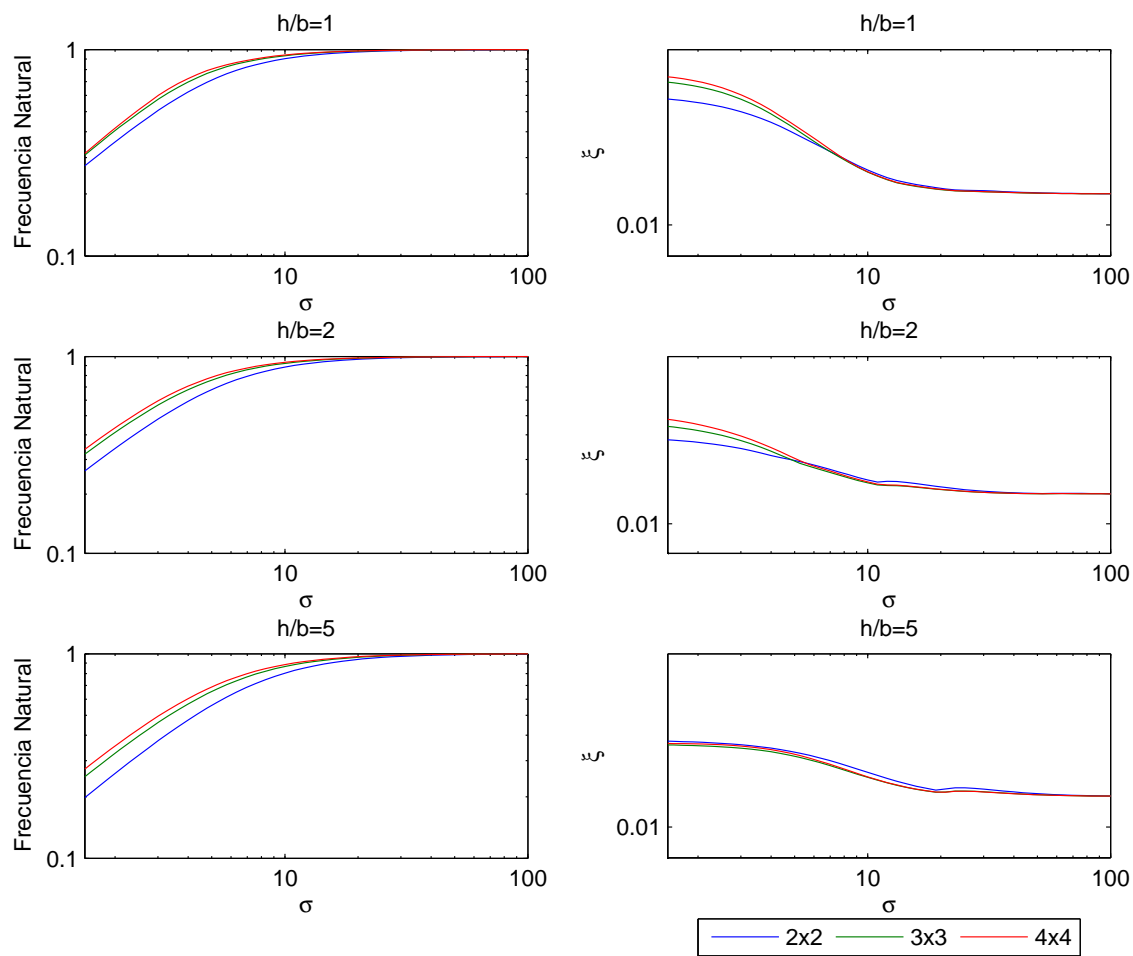 h/b=1
1
Frecuencia Natural
0.1
10
100
σ
h/b=1
ξ
0.01
10
100
σ
h/b=2
1
Frecuencia Natural
0.1
10
100
σ
h/b=2
ξ
0.01
10
100
σ
h/b=5
1
Frecuencia Natural
0.1
10
100
σ
h/b=5
ξ
0.01
10
100
σ
2x2
3x3
4x4